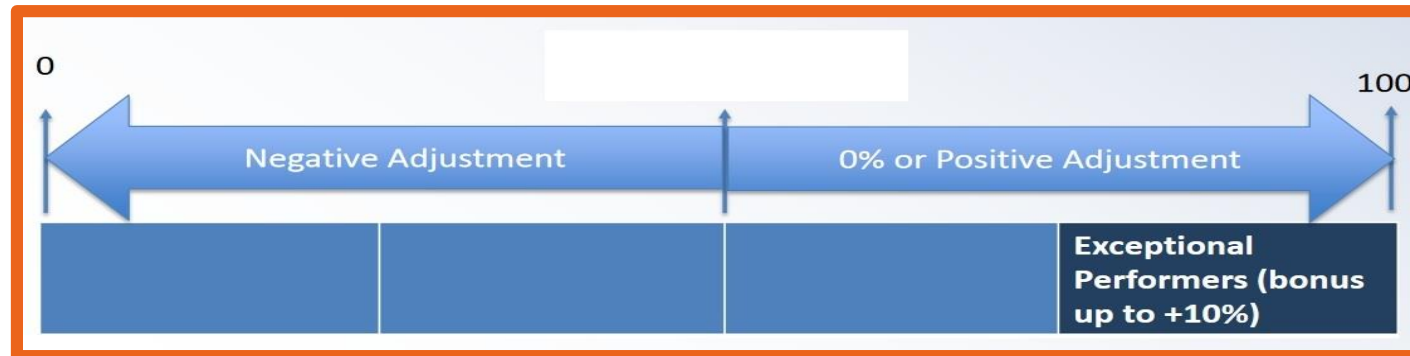 0
100
Negative Adjustment
0% or Positive Adjustment
Exceptional
Performers (bonus
up to +10%)